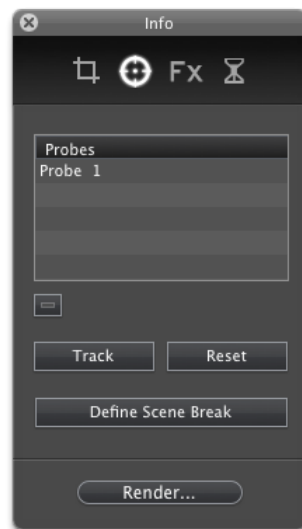 Info
Fx
Probes
Probe 1
Track Reset
Define Scene Break
Render...